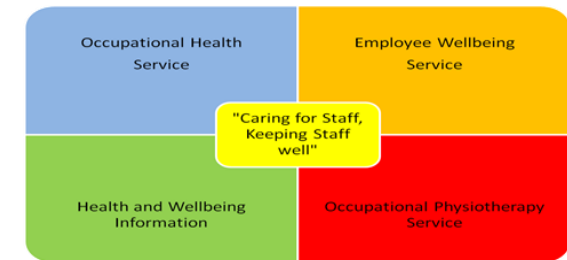 Occupational Health
Service
Employee Wellbeing
Service
"Caring for Staff,
Keeping Staff
well"
Health and Wellbeing
Information
Occupational Physiotherapy
Service